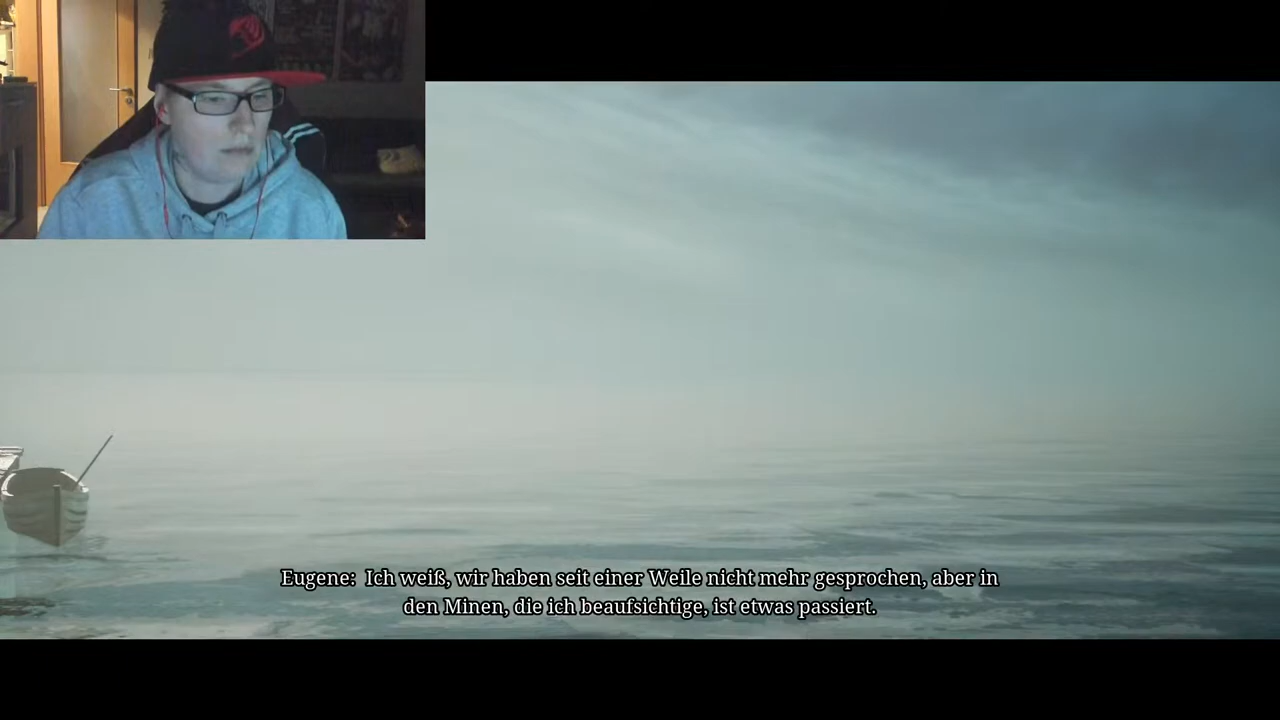 Eugene:  Ich weiß, wir haben seit einer Weile nicht mehr gesprochen, aber in
den Minen, die ich beaufsichtige, ist etwas passiert.